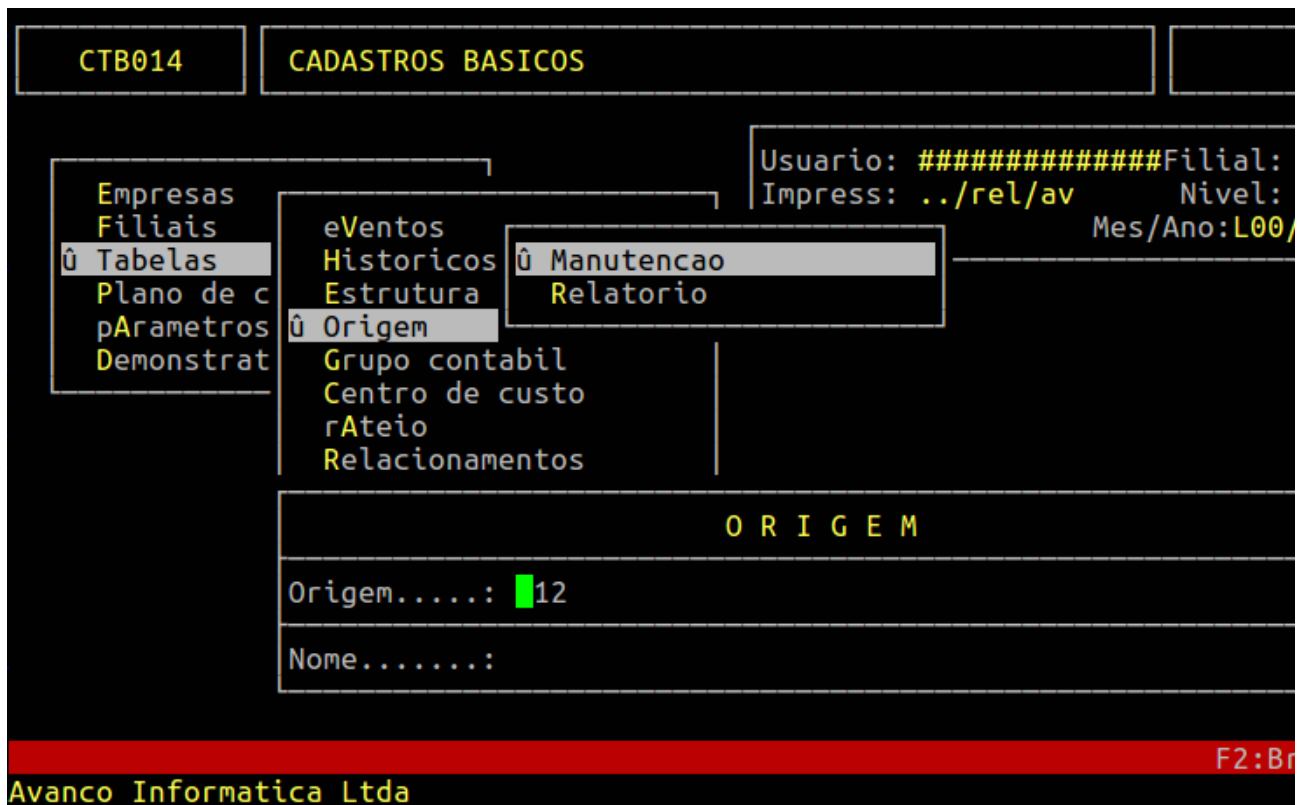 CTB014 CADASTROS BASICOS
Usuario: ##############Filial:
Impress: ../rel/av Nivel:
Mes/Ano:L00/
Empresas
Filiais
û Tabelas
Plano de c
pArametros
Demonstrat
eVentos
Historicos
Estrutura
û Origem
Grupo contabil
Centro de custo
rAteio
Relacionamentos
û Manutencao
Relatorio
O R I G E M
Origem.....: 12
Nome.......:
F2:Br
Avanco Informatica Ltda